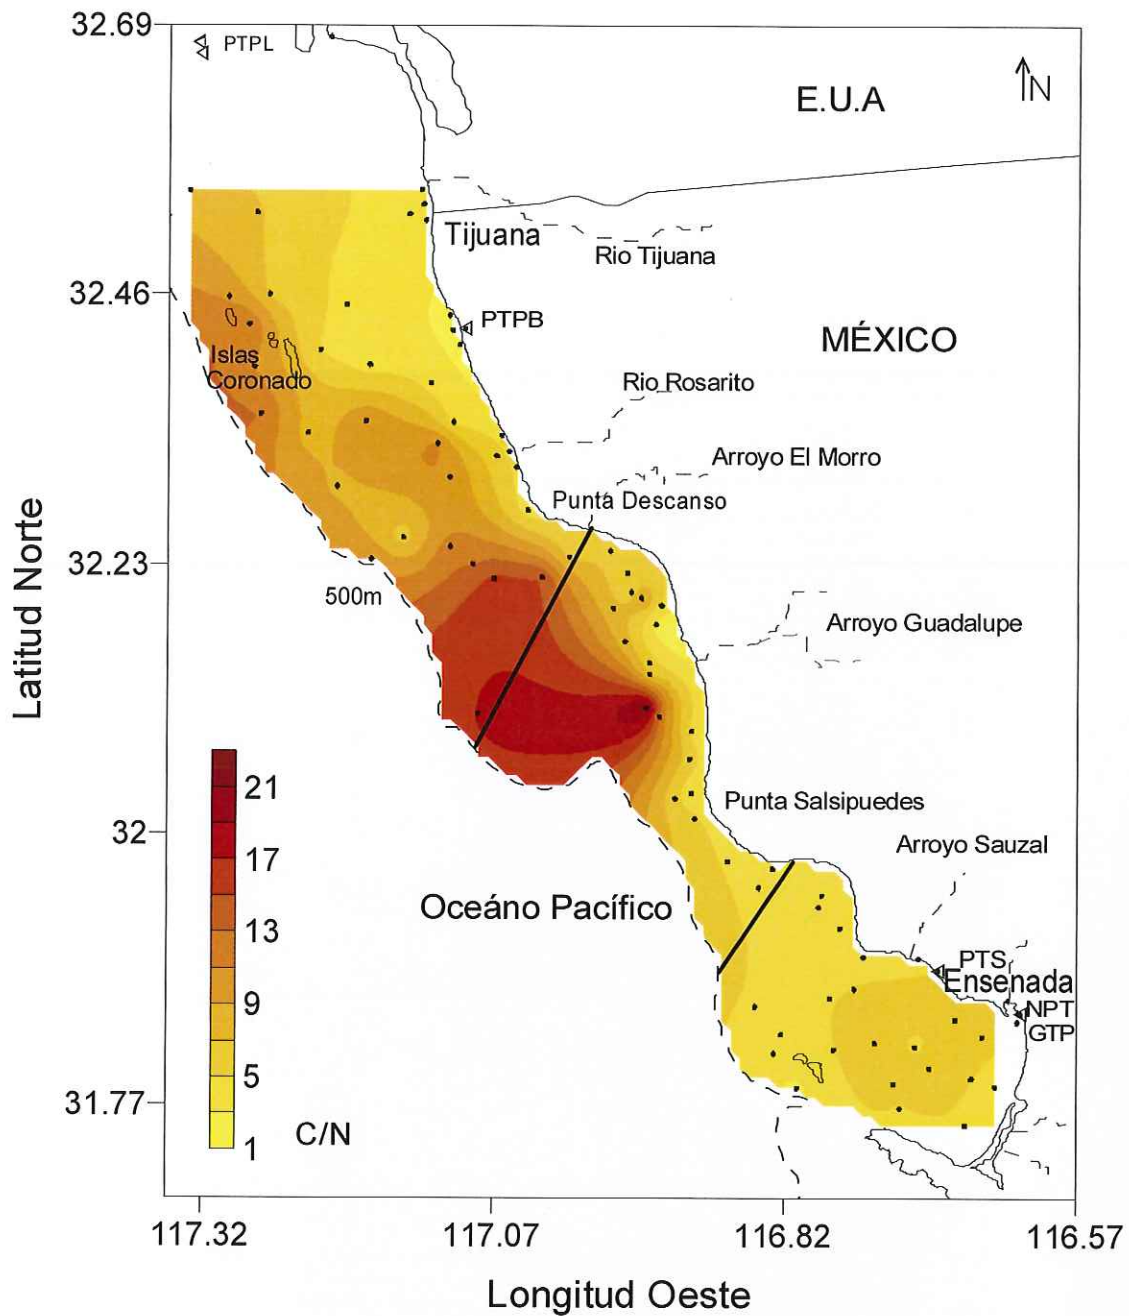 32.69
PTPL
N
E.U.A
Tijuana
Rio Tijuana
32.46
PTPB
MÉXICO
Islas
Coronado
Rio Rosarito
Arroyo El Morro
Punta Descanso
32.23
500m
Arroyo Guadalupe
Latitud Norte
21
17
13
9
5
1
C/N
Punta Salsipuedes
32
Arroyo Sauzal
Oceáno Pacífico
PTS
Ensenada
NPT
GTP
31.77
117.32
117.07
116.82
116.57
Longitud Oeste